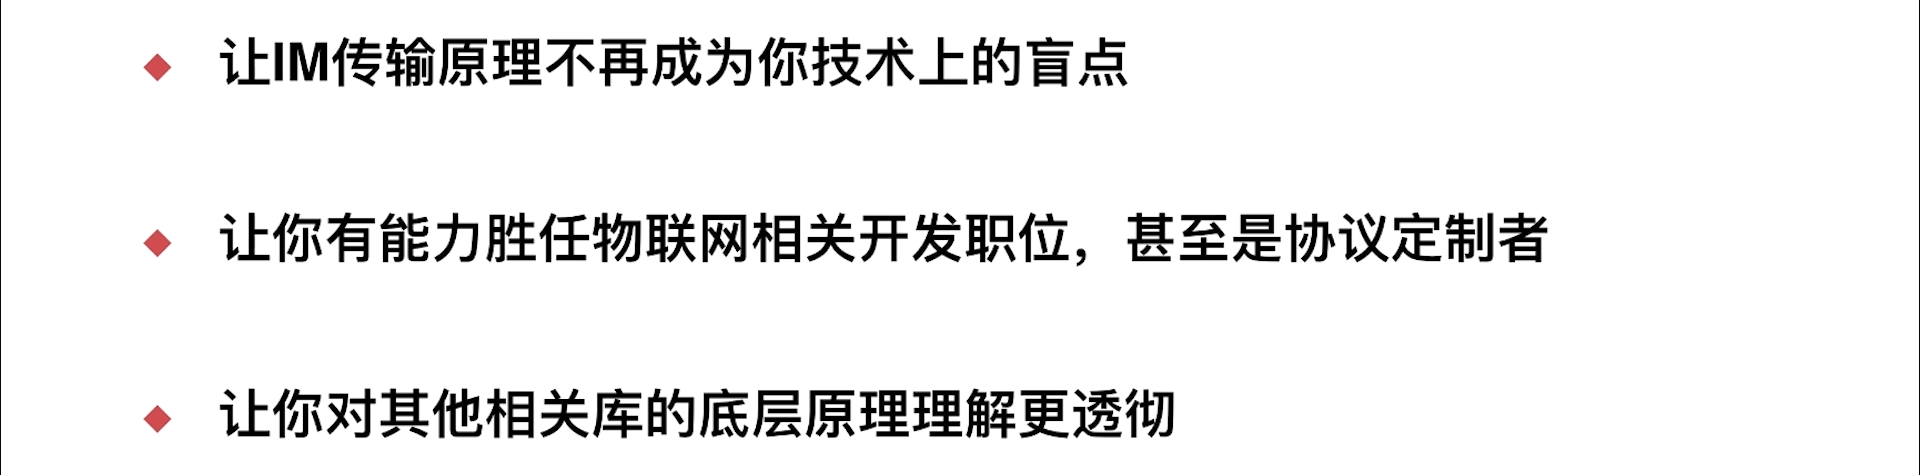 让IM传输原理不再成为你技术上的盲点
让你有能力胜任物联网相关开发职位，甚至是协议定制者
让你对其他相关库的底层原理理解更透彻